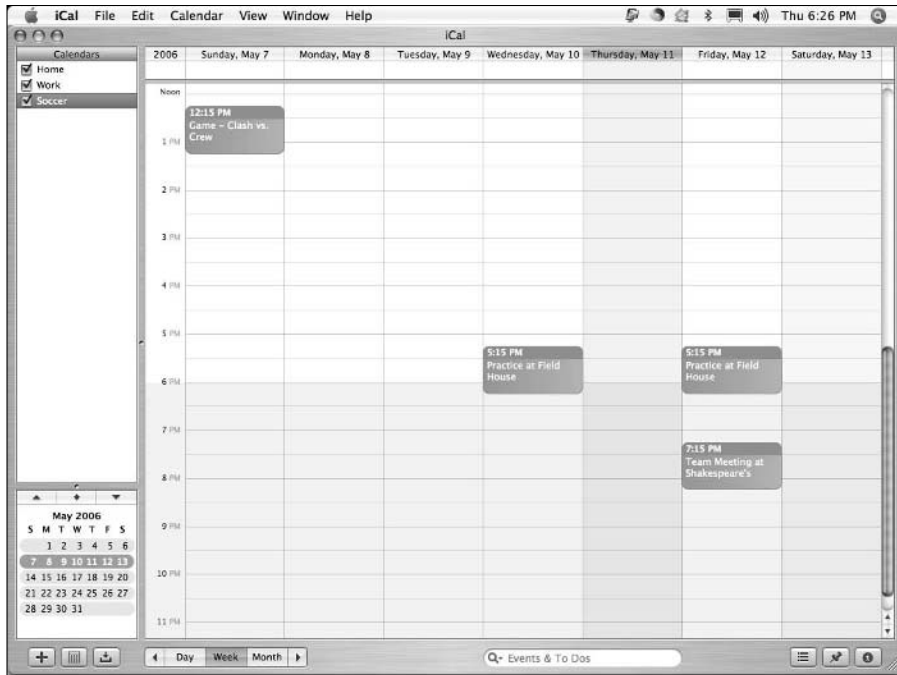 iCal File Edit Calendar View Window Help Thu 6:26 PM
iCal
Calendars
Home
Work
Soccer
2006 Sunday, May 7 Monday, May 8 Tuesday, May 9 Wednesday, May 10 Thursday, May 11 Friday, May 12 Saturday, May 13
Noon
12:15 PM
Game - Clash vs.
Crew
1 PM
2 PM
3 PM
4 PM
5 PM
5:15 PM
Practice at Field
House
5:15 PM
Practice at Field
House
6 PM
7 PM
7:15 PM
Team Meeting at
Shakespeare's
8 PM
9 PM
10 PM
11 PM
May 2006
S M T W T F S
1 2 3 4 5 6
7 8 9 10 11 12 13
14 15 16 17 18 19 20
21 22 23 24 25 26 27
28 29 30 31
Day Week Month
Events & To Dos